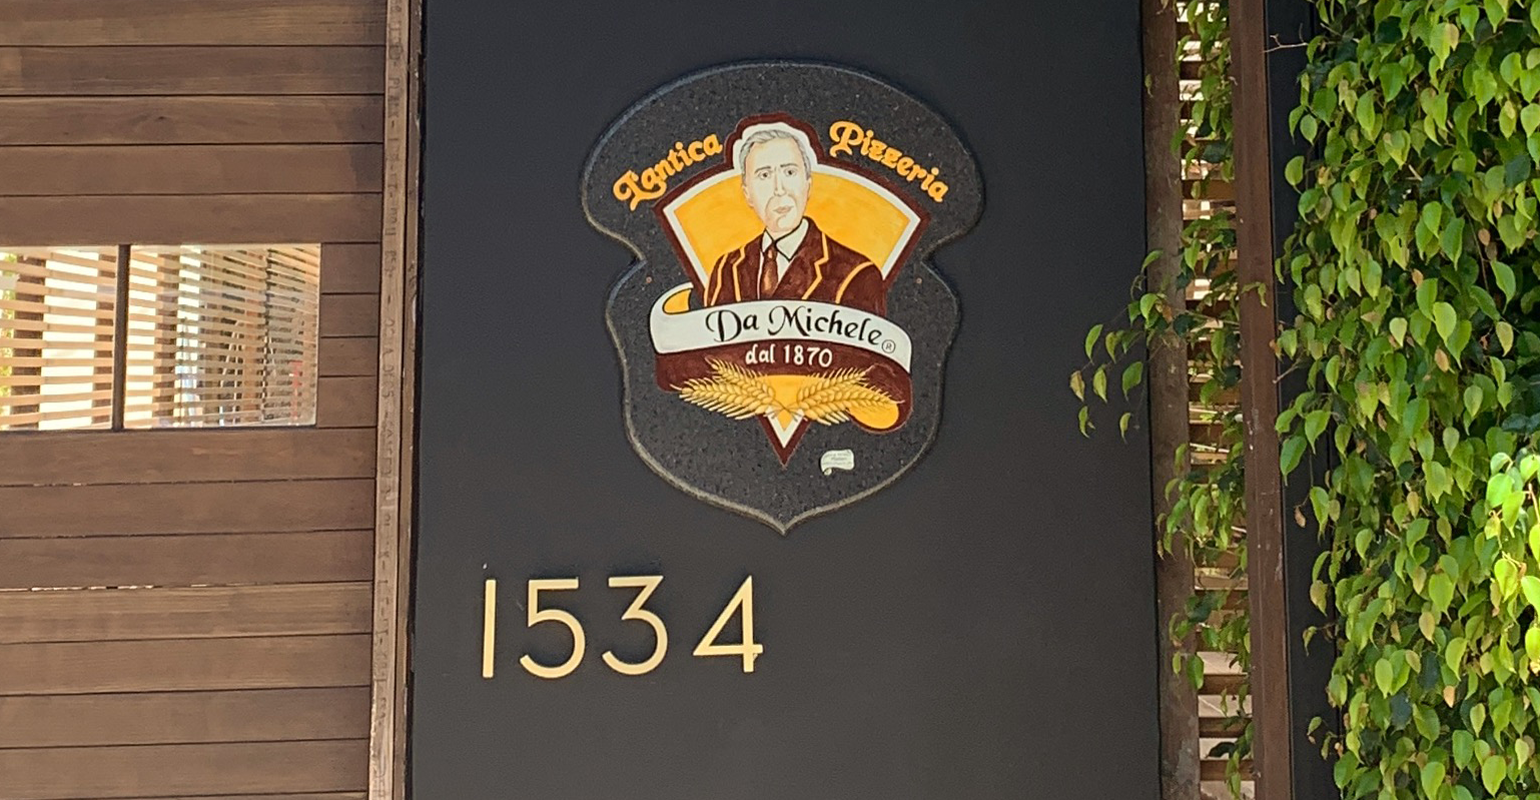 L'antica Pizzeria
Da Michele®
dal 1870
1534